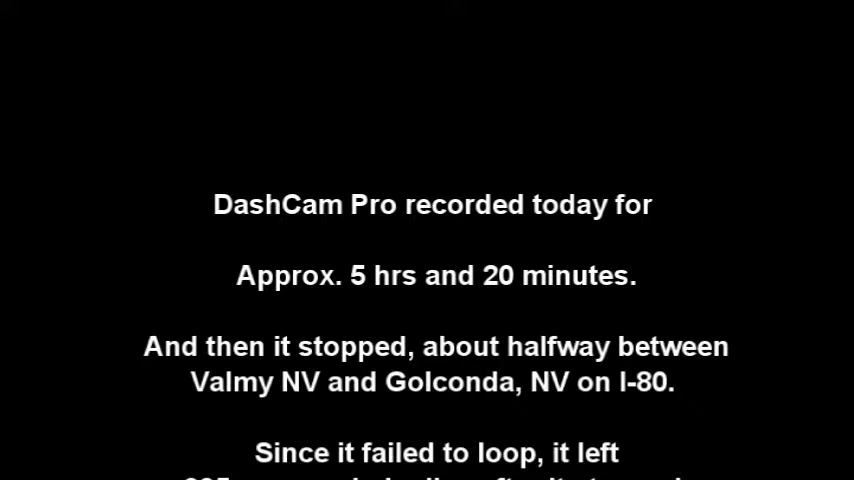 DashCam Pro recorded today for
Approx. 5 hrs and 20 minutes.
And then it stopped, about halfway between
Valmy NV and Golconda, NV on I-80.
Since it failed to loop, it left